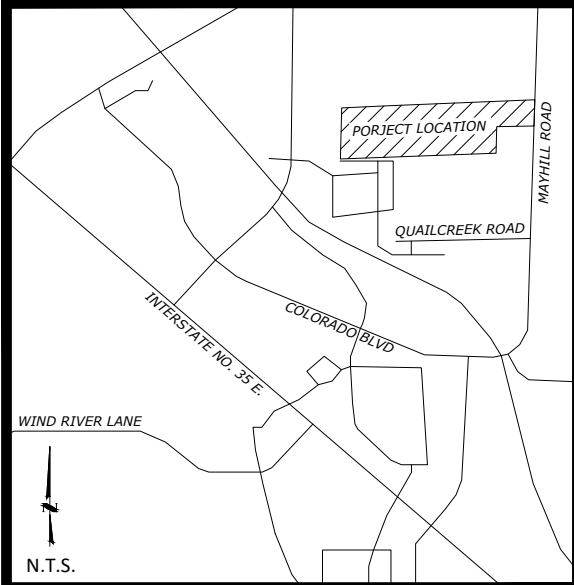 PORJECT LOCATION
MAYHILL ROAD
QUAILCREEK ROAD
COLORADO BLVD
INTERSTATE NO. 35 E.
WIND RIVER LANE
N
N.T.S.